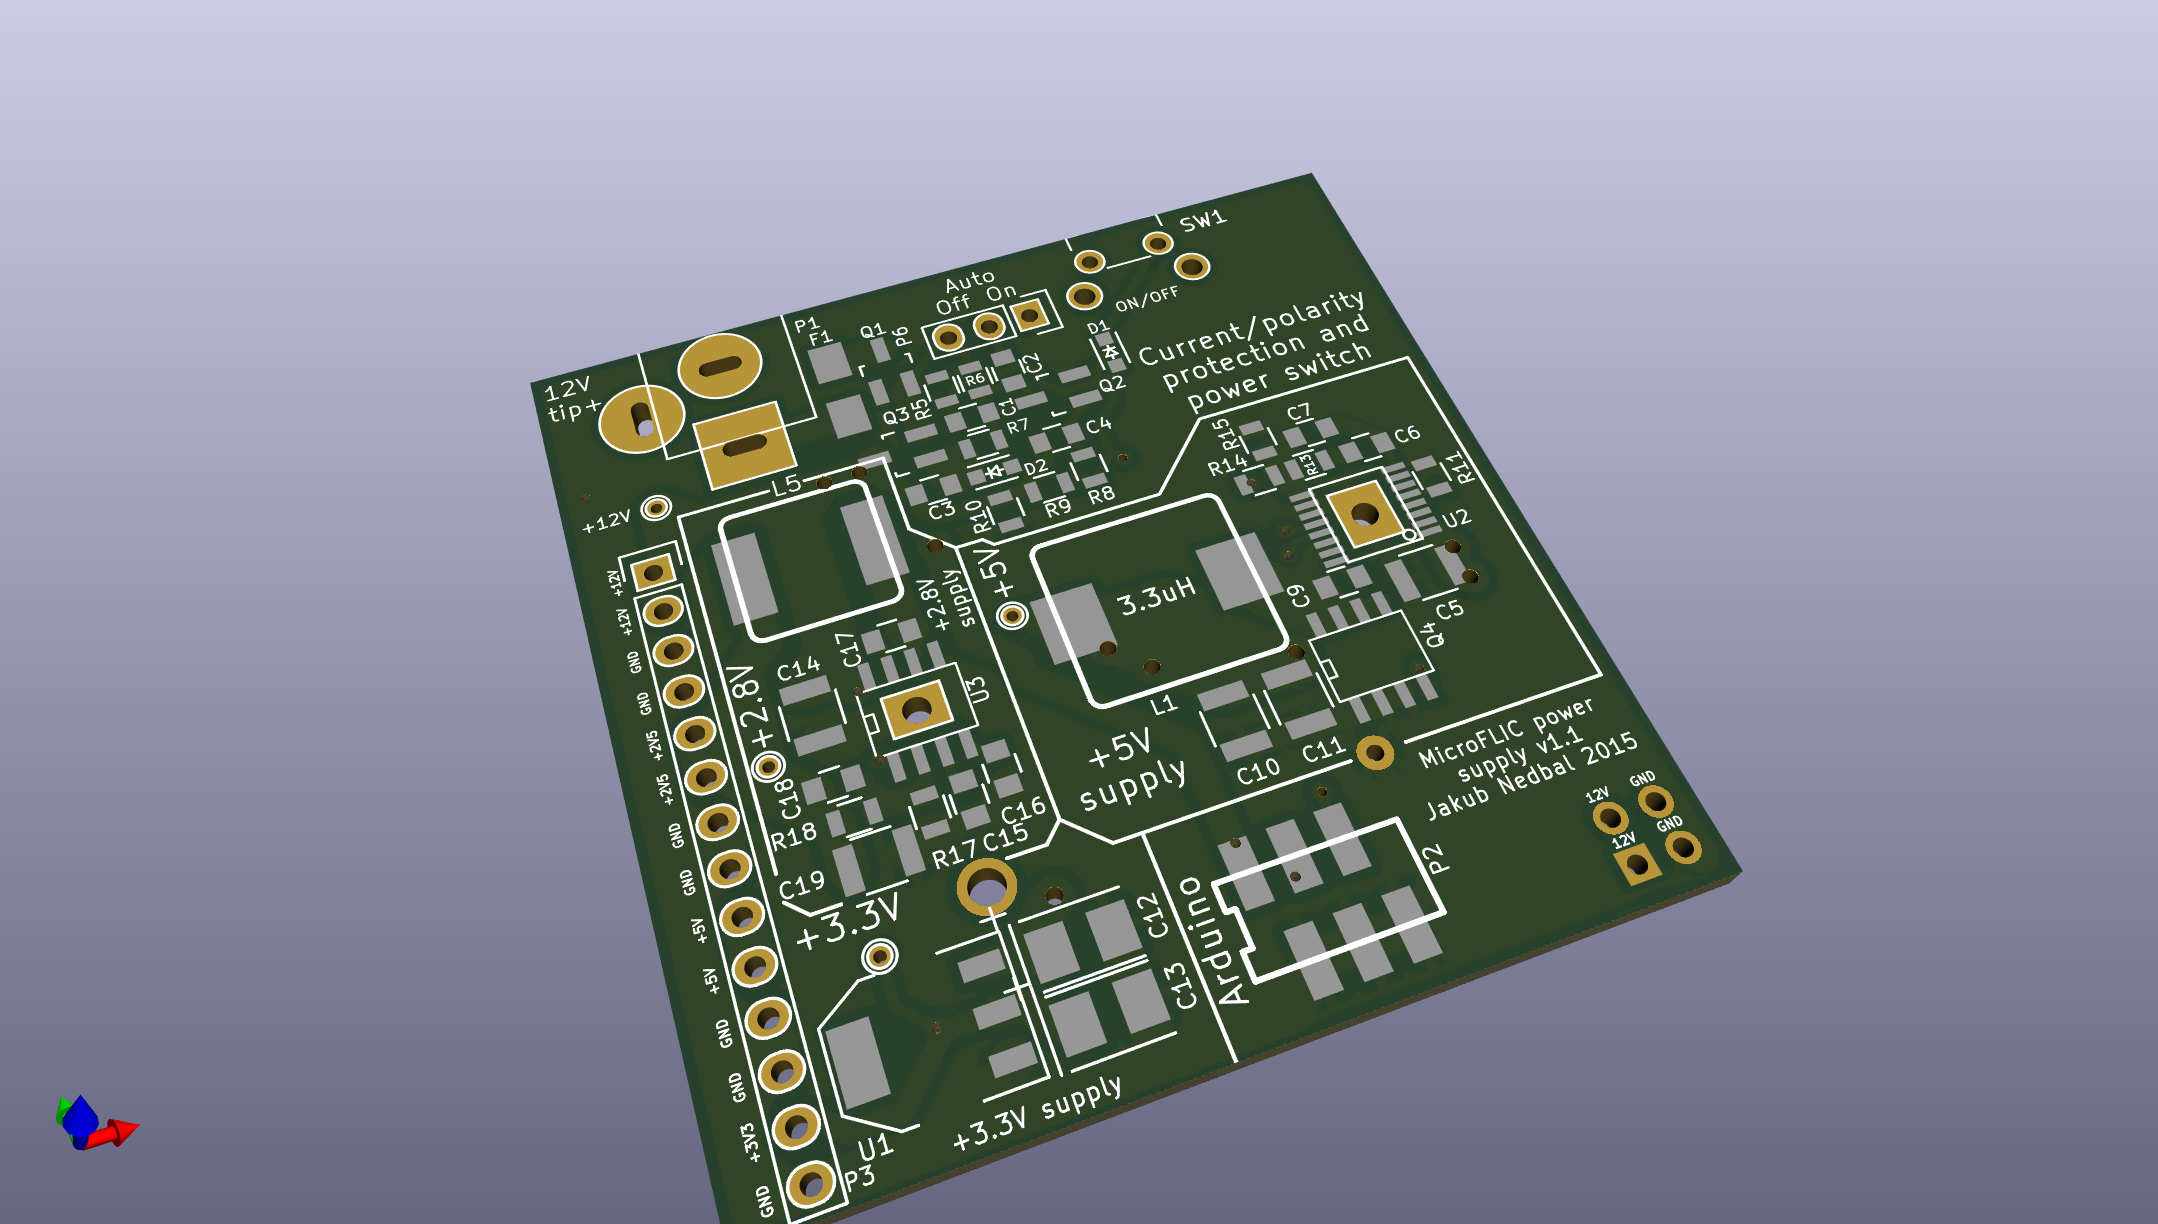 SW1
Auto
Off On
ON/OFF
P1
F1
Q1
P6
D1
Current/polarity
protection and
power switch
12V
tip+
C2
R6
Q2
R5
Q3
C1
R7
C4
D2
C3
R10
R9
R8
C7
R15
C6
R14
R13
R11
U2
L5
+12V
+5V
+2.8V
supply
3.3uH
C9
C5
Q4
L1
C14
C17
U3
+2.8V
+5V
supply
C10
C11
MicroFLIC power
supply v1.1
Jakub Nedbal 2015
12V
GND
12V
GND
C18
R18
C16
R17
C15
C19
+3.3V
C12
C13
Arduino
P2
+3.3V supply
U1
P3
+12V
+12V
GND
GND
+2V5
+2V5
GND
GND
+5V
+5V
GND
GND
+3V3
GND